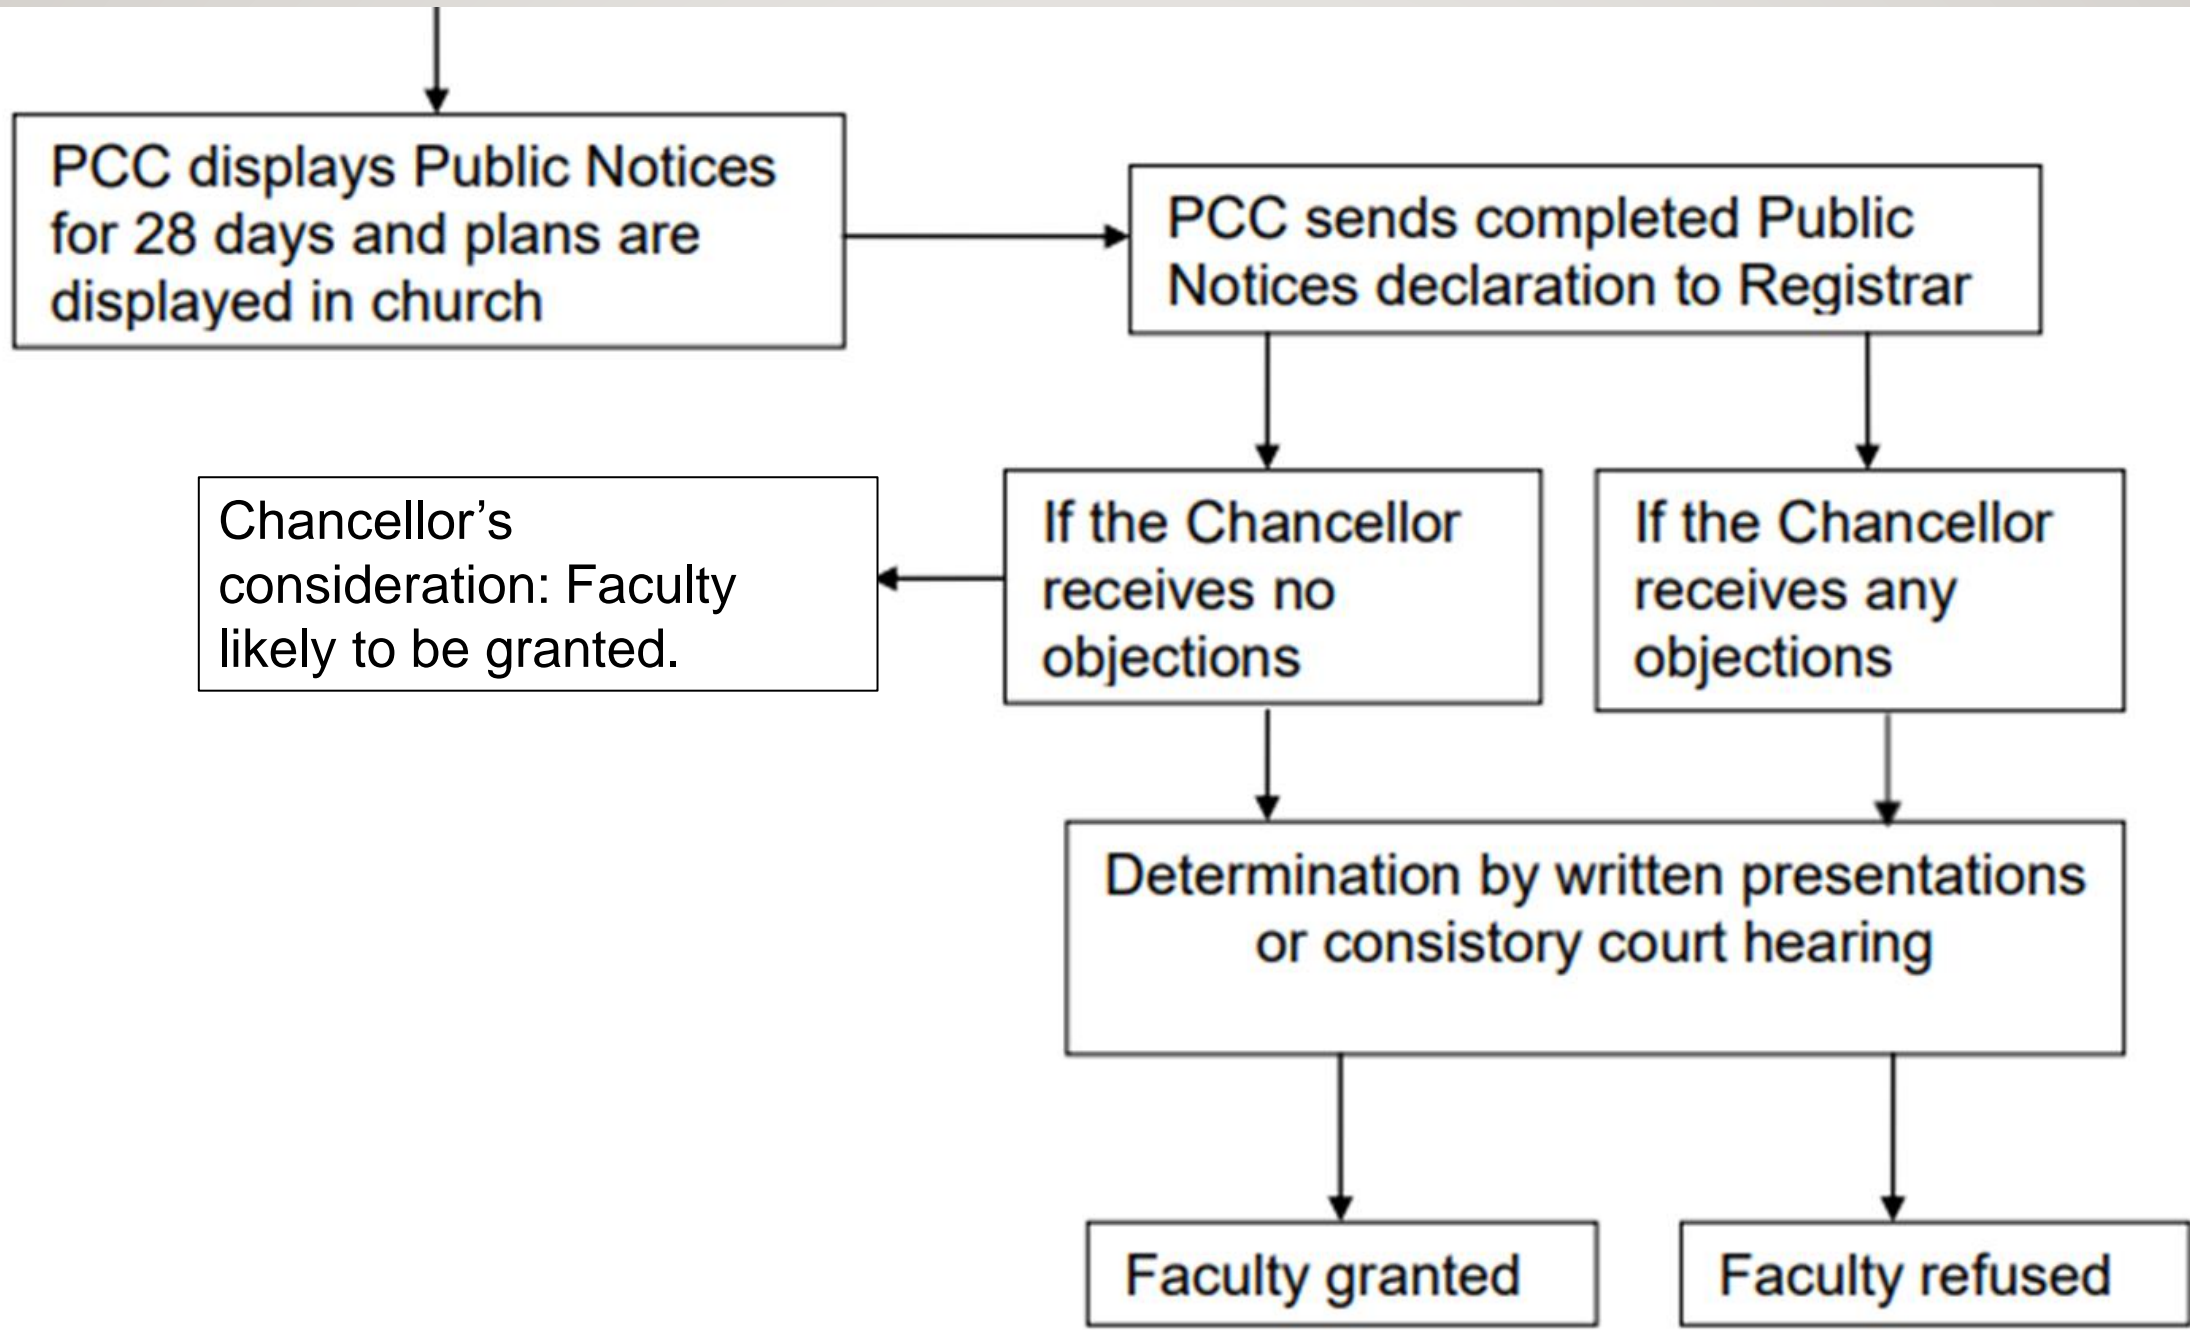 PCC displays Public Notices
for 28 days and plans are
displayed in church
PCC sends completed Public
Notices declaration to Registrar
Chancellor’s
consideration: Faculty
likely to be granted.
If the Chancellor
receives no
objections
If the Chancellor
receives any
objections
Determination by written presentations
or consistory court hearing
Faculty granted
Faculty refused